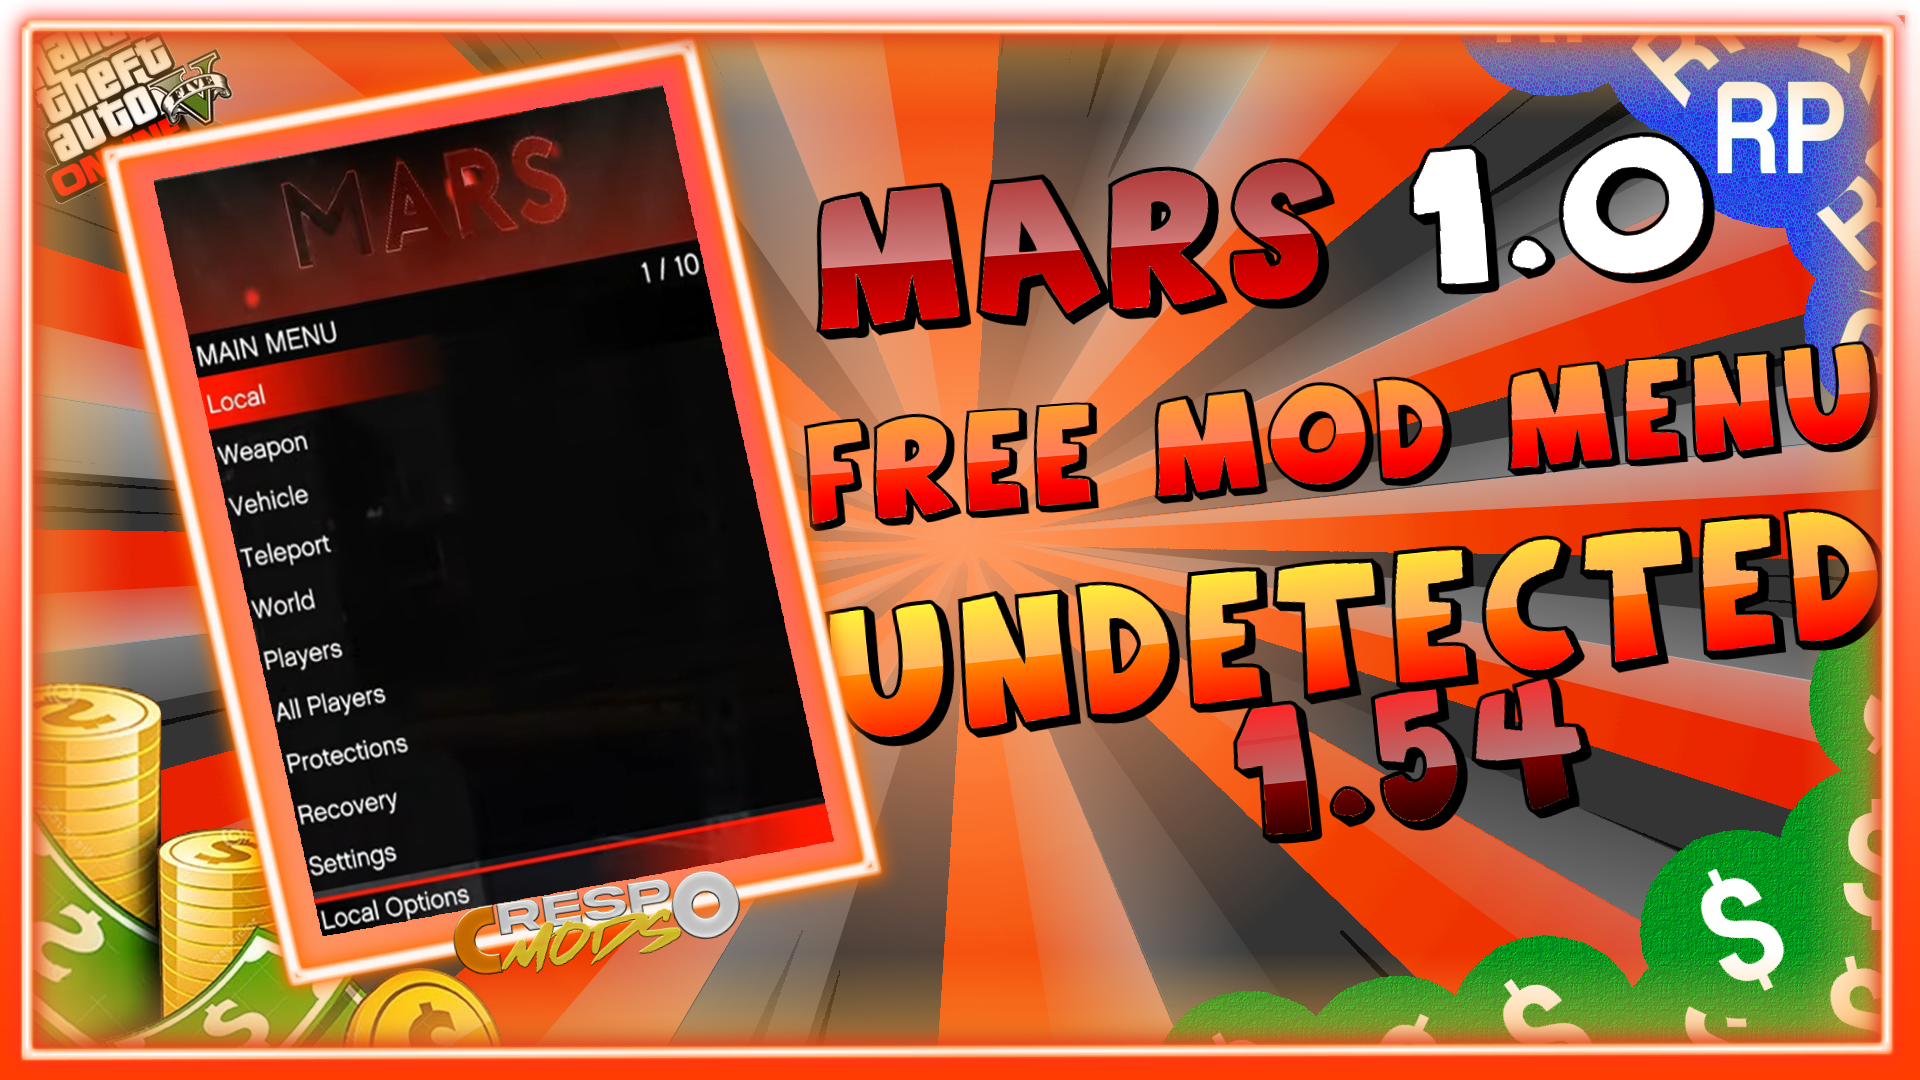 grand
theft
auto
FIVE
ONLINE
MARS
1 / 10
MAIN MENU
Local
Weapon
Vehicle
Teleport
World
Players
All Players
Protections
Recovery
Settings
Local Options
CRESPO
MODS
MARS 1.0
FREE MOD MENU
UNDETECTED
1.54
RP
$
$
$